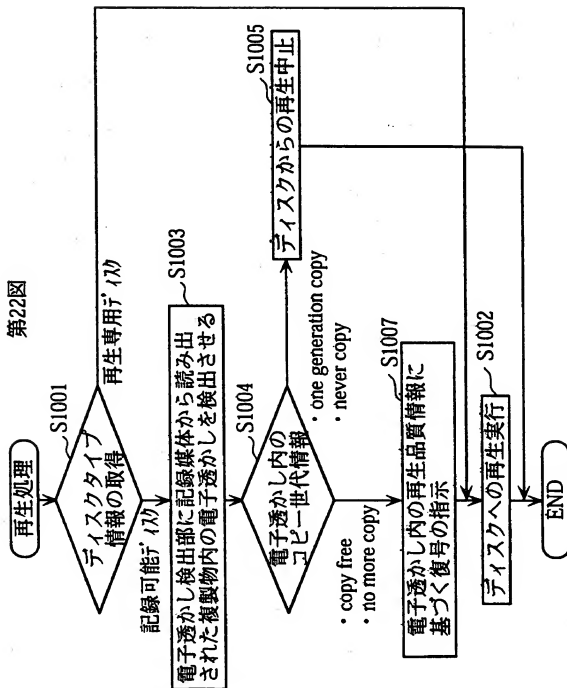 第22図
再生処理
S1001
ディスクタイプ
情報の取得
再生専用ディスク
記録可能ディスク
S1003
電子透かし検出部に記録媒体から読み出
された複製物内の電子透かしを検出させる
S1004
電子透かし内の
コピー世代情報
・one generation copy
・never copy
S1005
ディスクからの再生中止
・copy free
・no more copy
S1007
電子透かし内の再生品質情報に
基づく復号の指示
S1002
ディスクへの再生実行
END